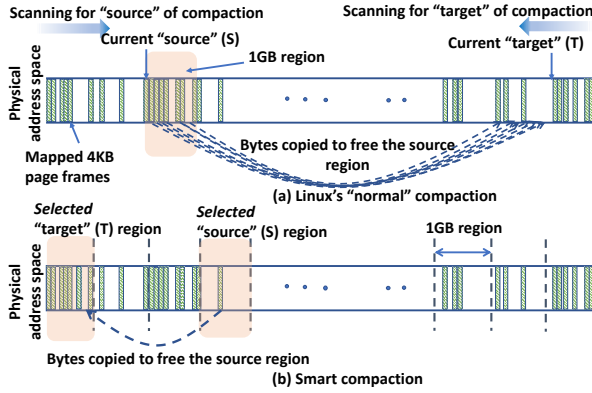 Scanning for “source” of compaction
Scanning for “target” of compaction
Current “source” (S)
Current “target” (T)
1GB region
Physical
address space
Mapped 4KB
page frames
Bytes copied to free the source
region
(a) Linux’s “normal” compaction
Selected
“target” (T) region
Selected
“source” (S) region
1GB region
Physical
address space
Bytes copied to free the source region
(b) Smart compaction